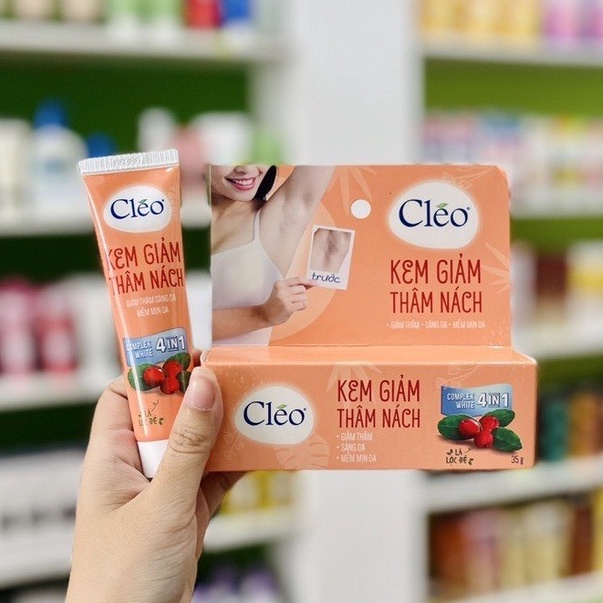 Cléo
KEM GIẢM
THÂM NÁCH
GIẢM THÂM SÁNG DA
MỀM MỊN DA
COMPLEX
WHITE 4 IN 1
LÁ
LỘC ĐỀ
trước
Cléo
KEM GIẢM
THÂM NÁCH
· GIẢM THÂM · SÁNG DA · MỀM MỊN DA
Cléo
KEM GIẢM
THÂM NÁCH
· GIẢM THÂM
· SÁNG DA
· MỀM MỊN DA
COMPLEX
WHITE 4 IN 1
LÁ
LỘC ĐỀ
35 g